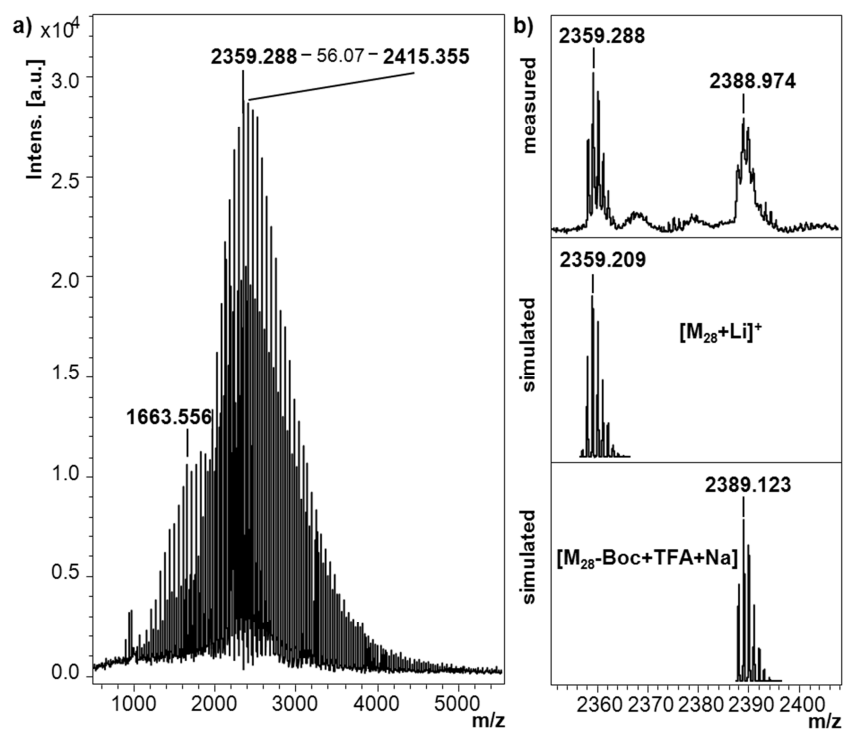 a)
x10⁴
Intens. [a.u.]
3.0
2.5
2.0
1.5
1.0
0.5
0.0
2359.288 – 56.07 – 2415.355
1663.556
1000 2000 3000 4000 5000
m/z
b)
measured
2359.288
2388.974
simulated
2359.209
[M₂₈+Li]⁺
simulated
2389.123
[M₂₈-Boc+TFA+Na]
2360 2370 2380 2390 2400
m/z